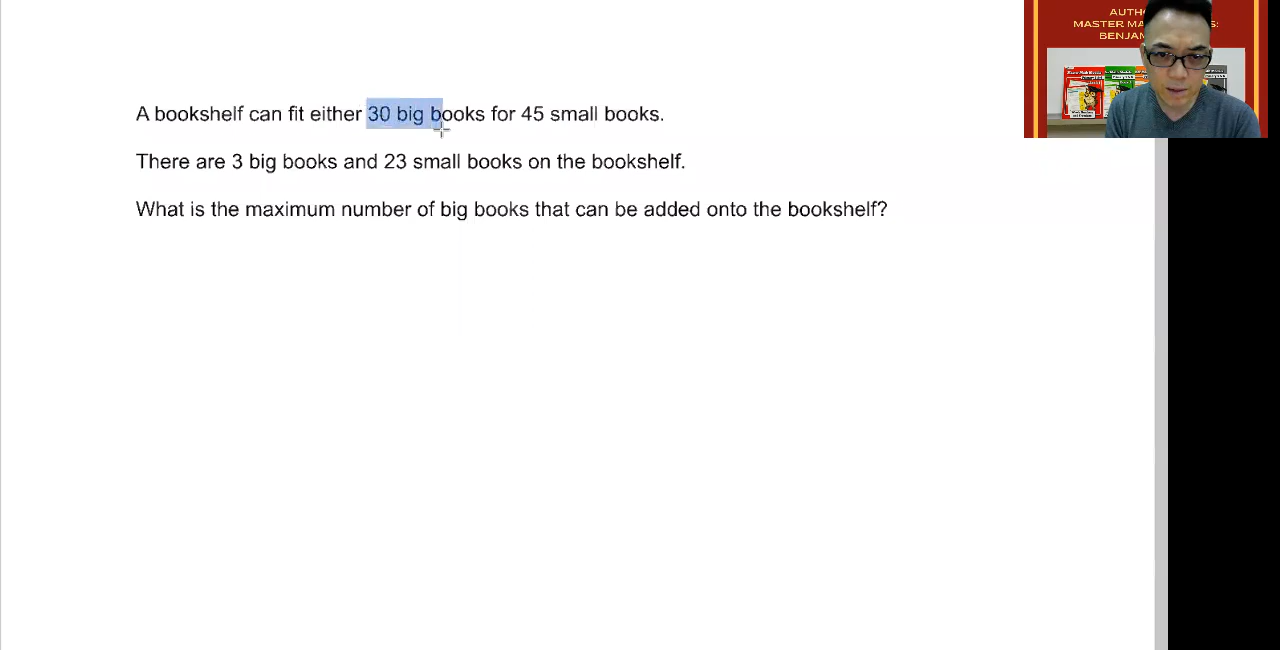 AUTH
MASTER MA S:
BENJAM
A bookshelf can fit either 30 big books for 45 small books.
There are 3 big books and 23 small books on the bookshelf.
What is the maximum number of big books that can be added onto the bookshelf?